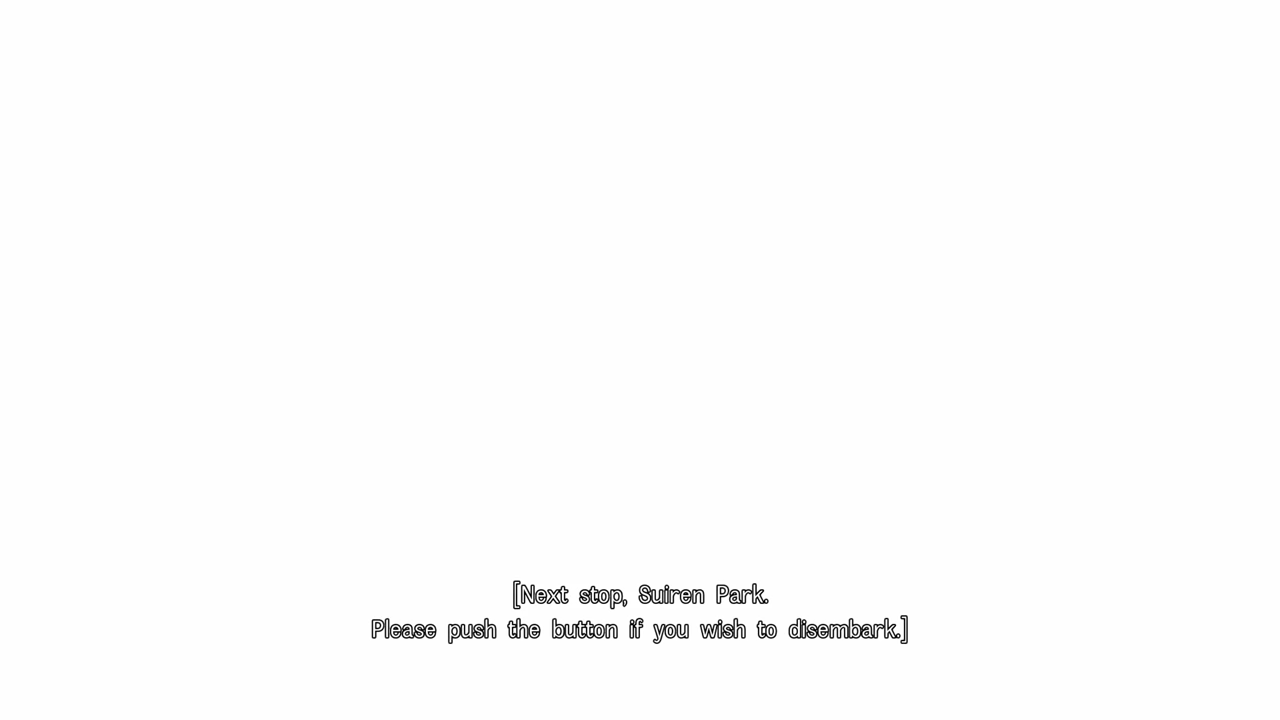 [Next stop, Suiren Park.
Please push the button if you wish to disembark.]